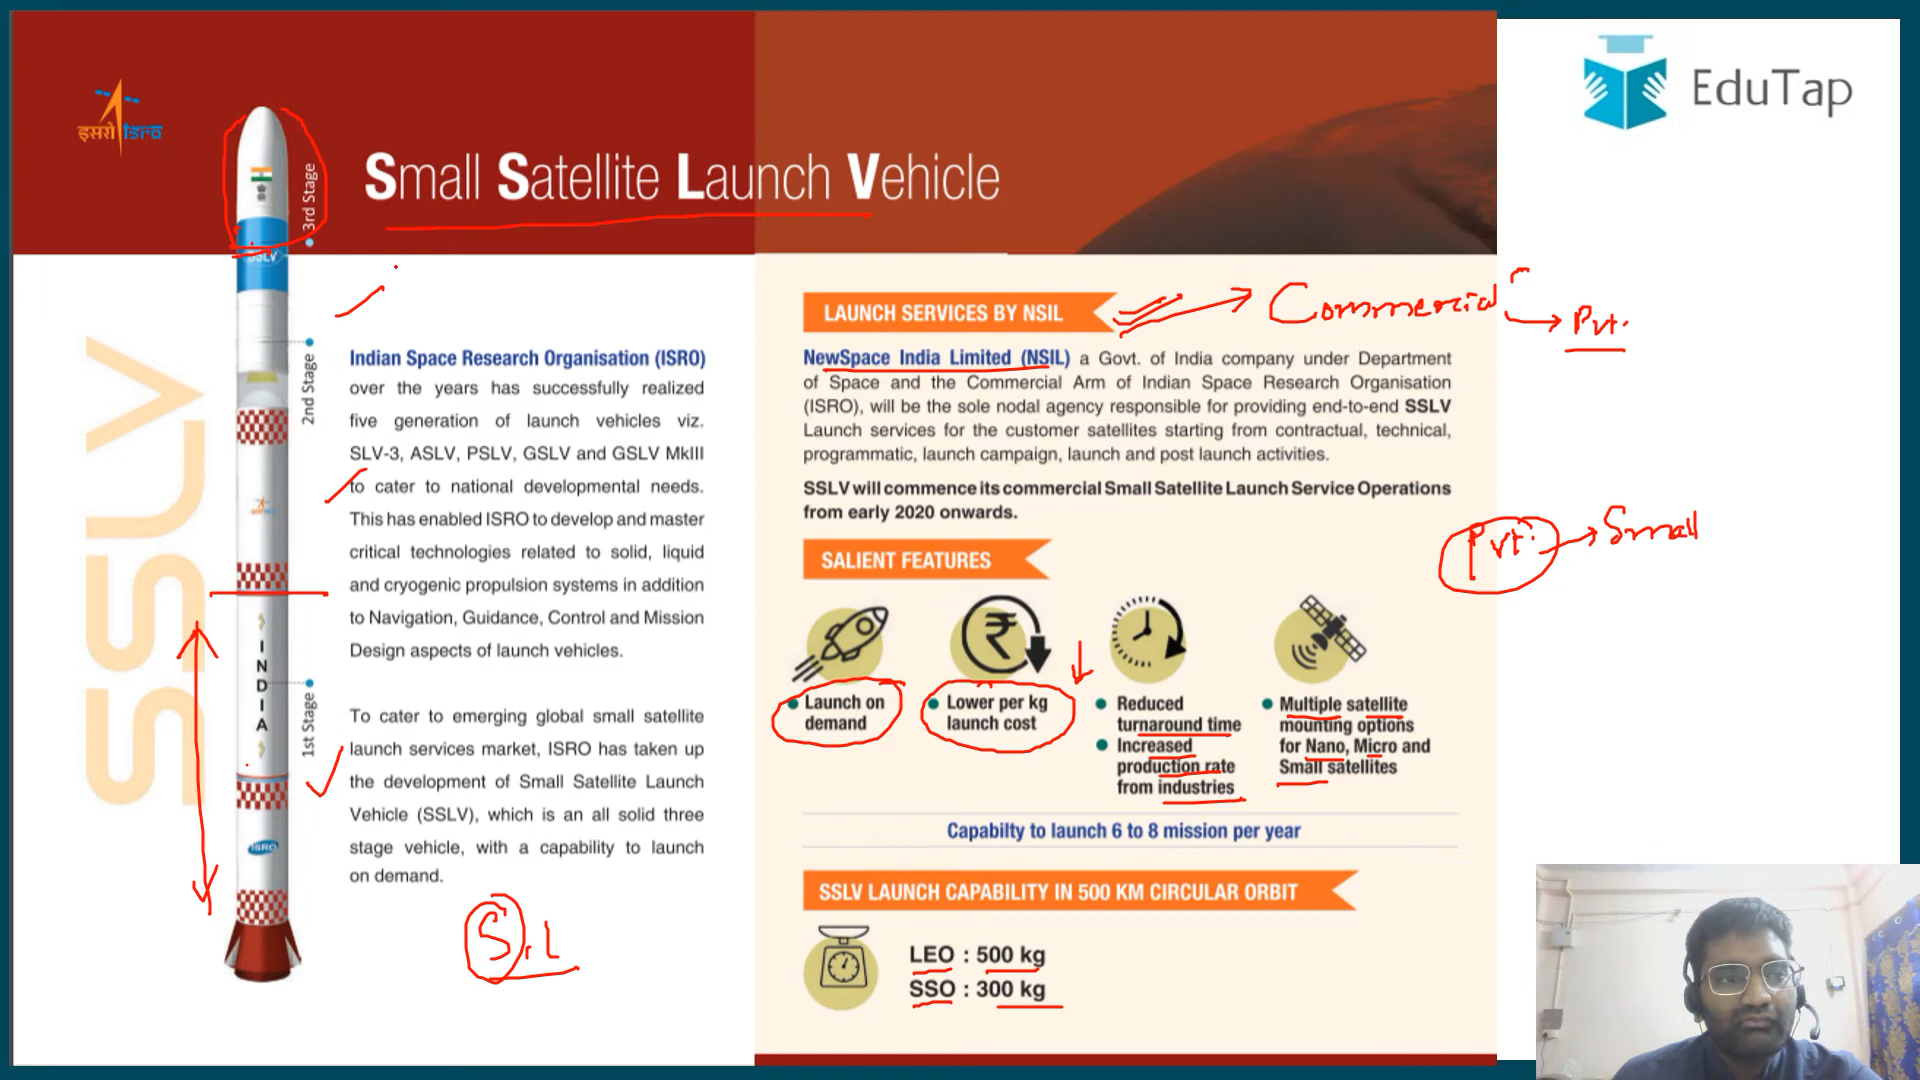 EduTap
इसरो isro
Small Satellite Launch Vehicle
3rd Stage
SSLV
2nd Stage
SSLV
INDIA
1st Stage
ISRO
Indian Space Research Organisation (ISRO)
over the years has successfully realized
five generation of launch vehicles viz.
SLV-3, ASLV, PSLV, GSLV and GSLV MkIII
to cater to national developmental needs.
This has enabled ISRO to develop and master
critical technologies related to solid, liquid
and cryogenic propulsion systems in addition
to Navigation, Guidance, Control and Mission
Design aspects of launch vehicles.
To cater to emerging global small satellite
launch services market, ISRO has taken up
the development of Small Satellite Launch
Vehicle (SSLV), which is an all solid three
stage vehicle, with a capability to launch
on demand.
LAUNCH SERVICES BY NSIL
Commercial
Pvt.
NewSpace India Limited (NSIL) a Govt. of India company under Department
of Space and the Commercial Arm of Indian Space Research Organisation
(ISRO), will be the sole nodal agency responsible for providing end-to-end SSLV
Launch services for the customer satellites starting from contractual, technical,
programmatic, launch campaign, launch and post launch activities.
SSLV will commence its commercial Small Satellite Launch Service Operations
from early 2020 onwards.
Pvt. Small
SALIENT FEATURES
Launch on
demand
Lower per kg
launch cost
Reduced
turnaround time
Increased
production rate
from industries
Multiple satellite
mounting options
for Nano, Micro and
Small satellites
Capabilty to launch 6 to 8 mission per year
SSLV LAUNCH CAPABILITY IN 500 KM CIRCULAR ORBIT
LEO : 500 kg
SSO : 300 kg